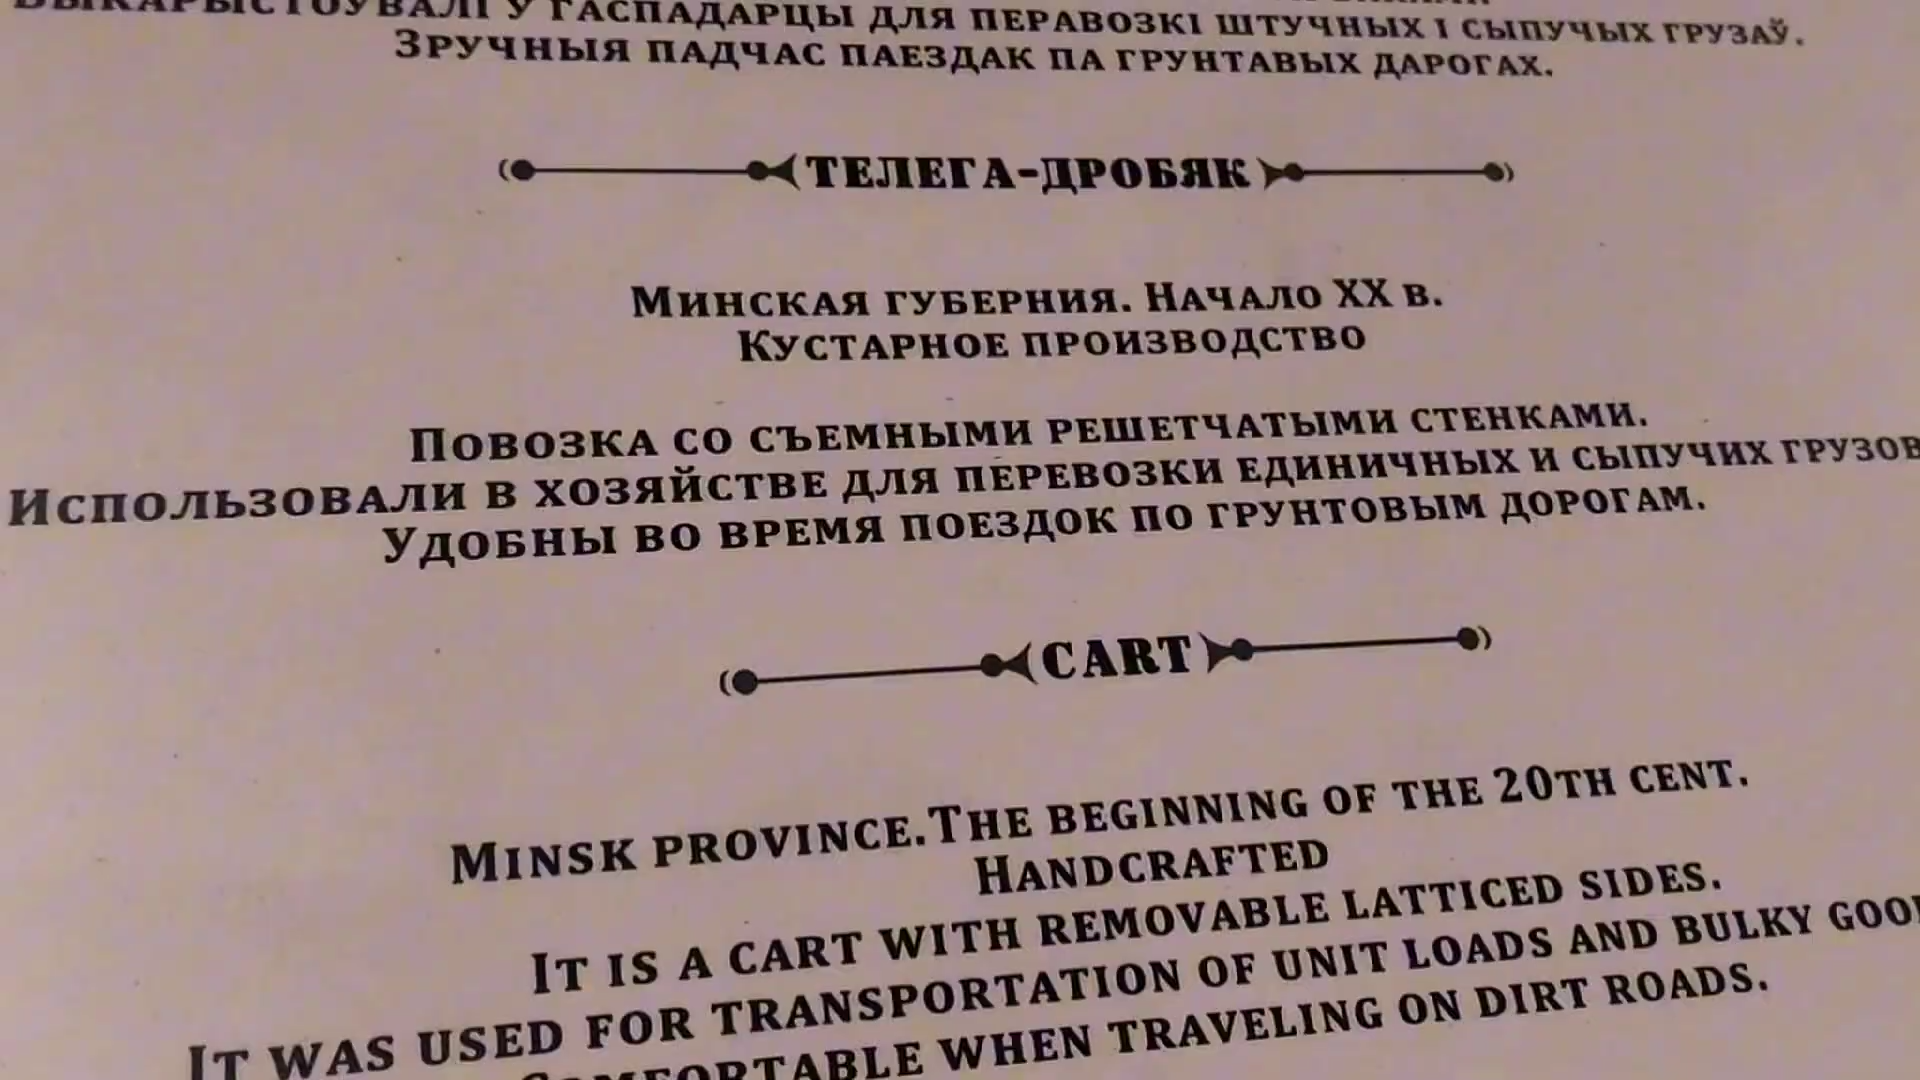 ВЫКАРЫСТОЎВАЛІ Ў ГАСПАДАРЦЫ ДЛЯ ПЕРАВОЗКІ ШТУЧНЫХ І СЫПУЧЫХ ГРУЗАЎ.
ЗРУЧНЫЯ ПАДЧАС ПАЕЗДАК ПА ГРУНТАВЫХ ДАРОГАХ.
ТЕЛЕГА-ДРОБЯК
МИНСКАЯ ГУБЕРНИЯ. НАЧАЛО XX В.
КУСТАРНОЕ ПРОИЗВОДСТВО
ПОВОЗКА СО СЪЕМНЫМИ РЕШЕТЧАТЫМИ СТЕНКАМИ.
ИСПОЛЬЗОВАЛИ В ХОЗЯЙСТВЕ ДЛЯ ПЕРЕВОЗКИ ЕДИНИЧНЫХ И СЫПУЧИХ ГРУЗОВ
УДОБНЫ ВО ВРЕМЯ ПОЕЗДОК ПО ГРУНТОВЫМ ДОРОГАМ.
CART
MINSK PROVINCE.THE BEGINNING OF THE 20TH CENT.
HANDCRAFTED
IT IS A CART WITH REMOVABLE LATTICED SIDES.
IT WAS USED FOR TRANSPORTATION OF UNIT LOADS AND BULKY GOO
COMFORTABLE WHEN TRAVELING ON DIRT ROADS.